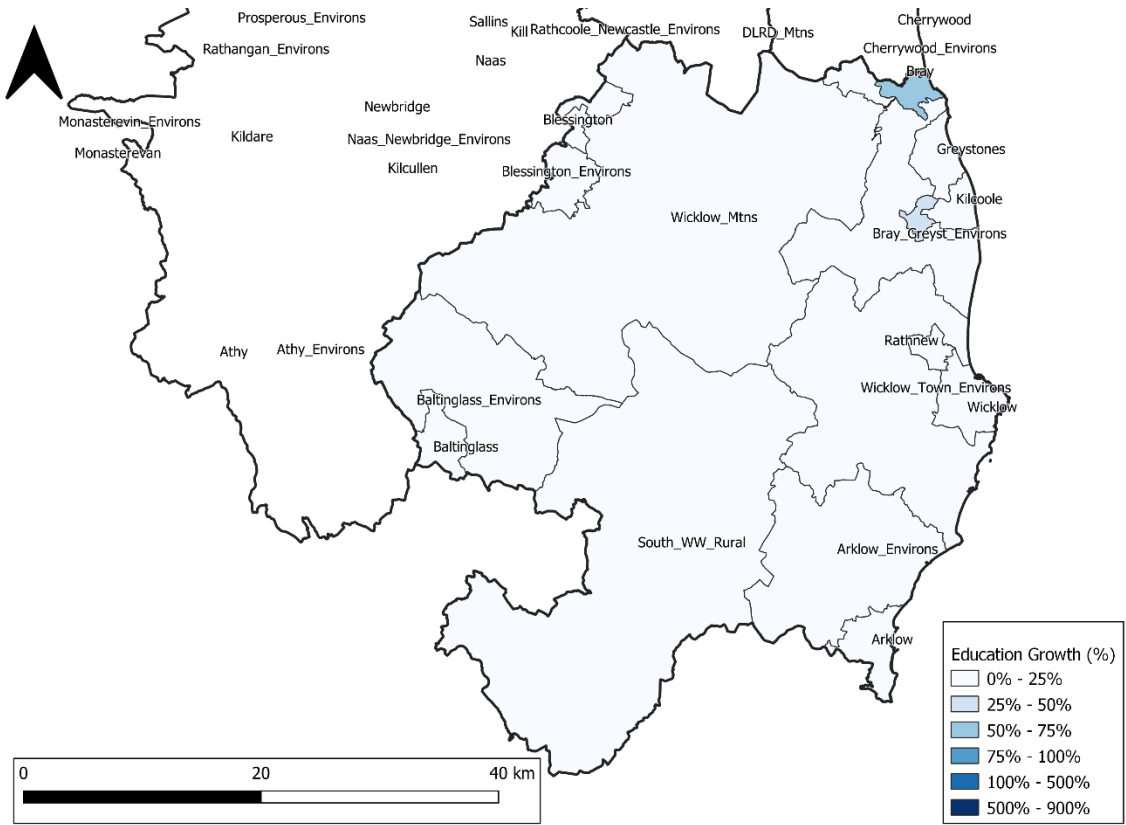 Prosperous_Environs
Sallins
Cherrywood
Kill
Rathcoole_Newcastle_Environs
DLRD_Mtns
Rathangan_Environs
Cherrywood_Environs
Naas
Bray
Newbridge
Monasterevin_Environs
Blessington
Kildare
Naas_Newbridge_Environs
Monasterevan
Greystones
Kilcullen
Blessington_Environs
Kilcoole
Wicklow_Mtns
Bray_Greyst_Environs
Rathnew
Athy
Athy_Environs
Wicklow_Town_Environs
Baltinglass_Environs
Wicklow
Baltinglass
South_WW_Rural
Arklow_Environs
Arklow
Education Growth (%)
0% - 25%
25% - 50%
50% - 75%
75% - 100%
100% - 500%
500% - 900%
0 20 40 km